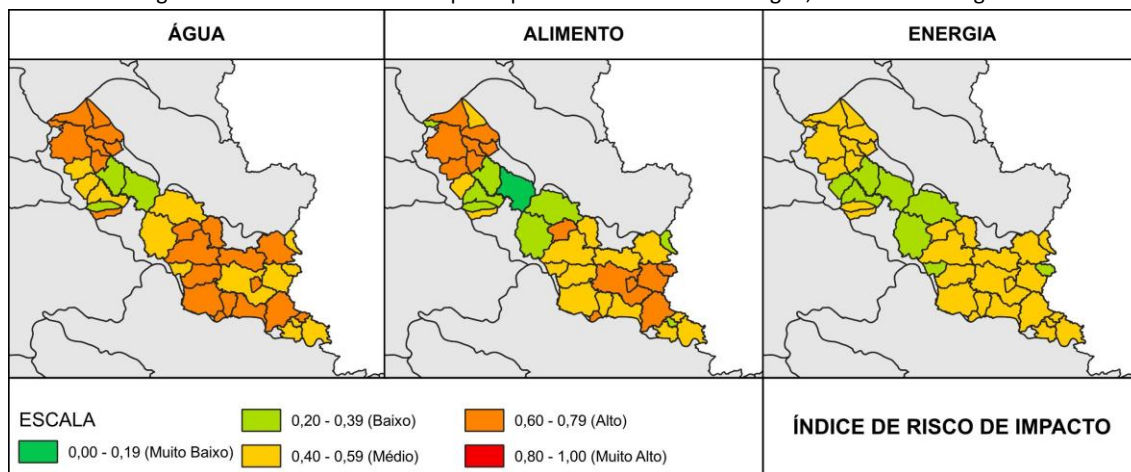 ÁGUA
ALIMENTO
ENERGIA
ESCALA
0,00 - 0,19 (Muito Baixo)
0,20 - 0,39 (Baixo)
0,40 - 0,59 (Médio)
0,60 - 0,79 (Alto)
0,80 - 1,00 (Muito Alto)
ÍNDICE DE RISCO DE IMPACTO